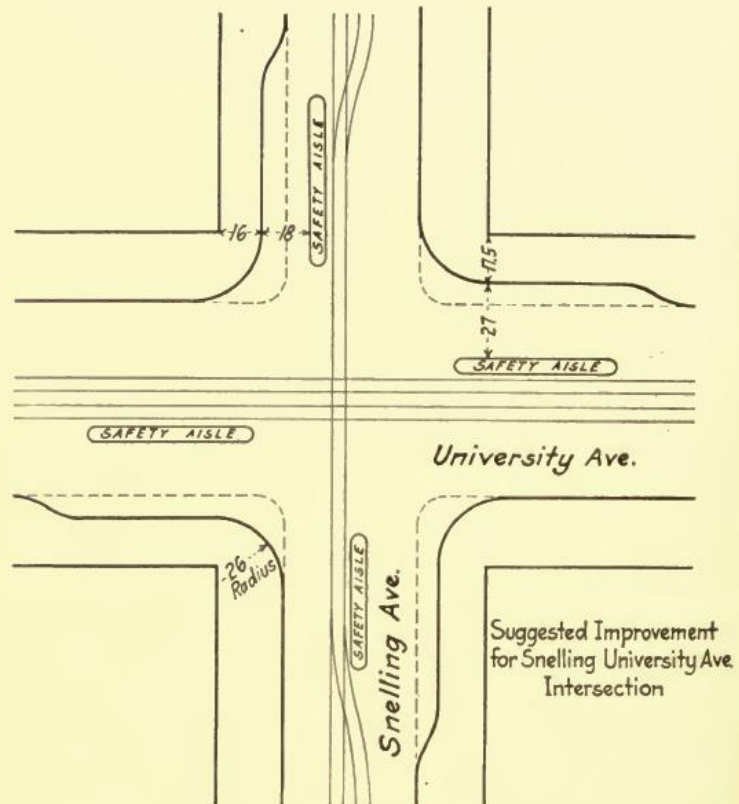 SAFETY AISLE
16
18
17.5
27
SAFETY AISLE
SAFETY AISLE
University Ave.
26
Radius
SAFETY AISLE
Snelling Ave.
Suggested Improvement
for Snelling University Ave
Intersection